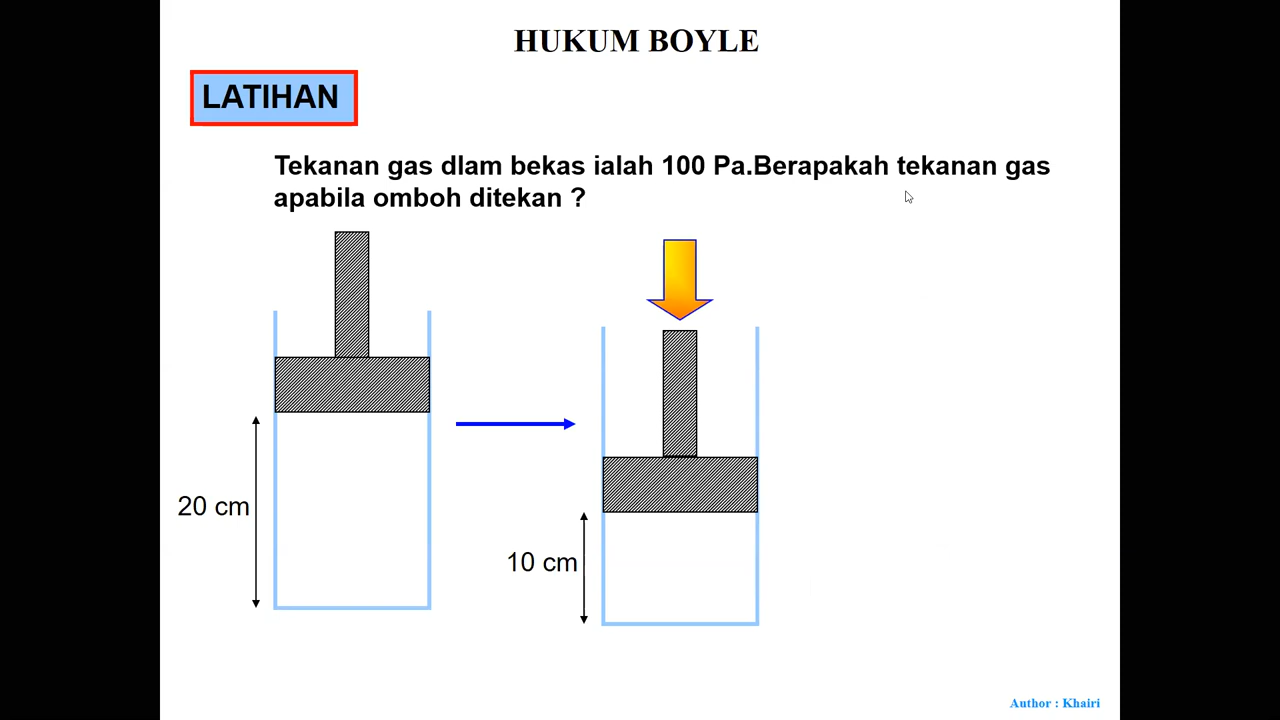 HUKUM BOYLE
LATIHAN
Tekanan gas dlam bekas ialah 100 Pa.Berapakah tekanan gas
apabila omboh ditekan ?
20 cm
10 cm
Author : Khairi